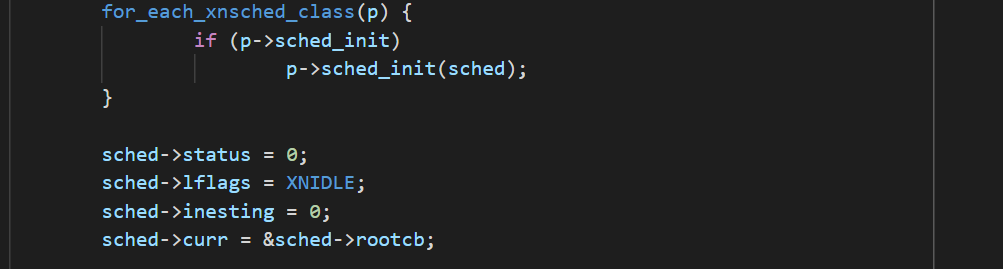 for_each_xnsched_class(p) {
if (p->sched_init)
p->sched_init(sched);
}
sched->status = 0;
sched->lflags = XNIDLE;
sched->inesting = 0;
sched->curr = &sched->rootcb;